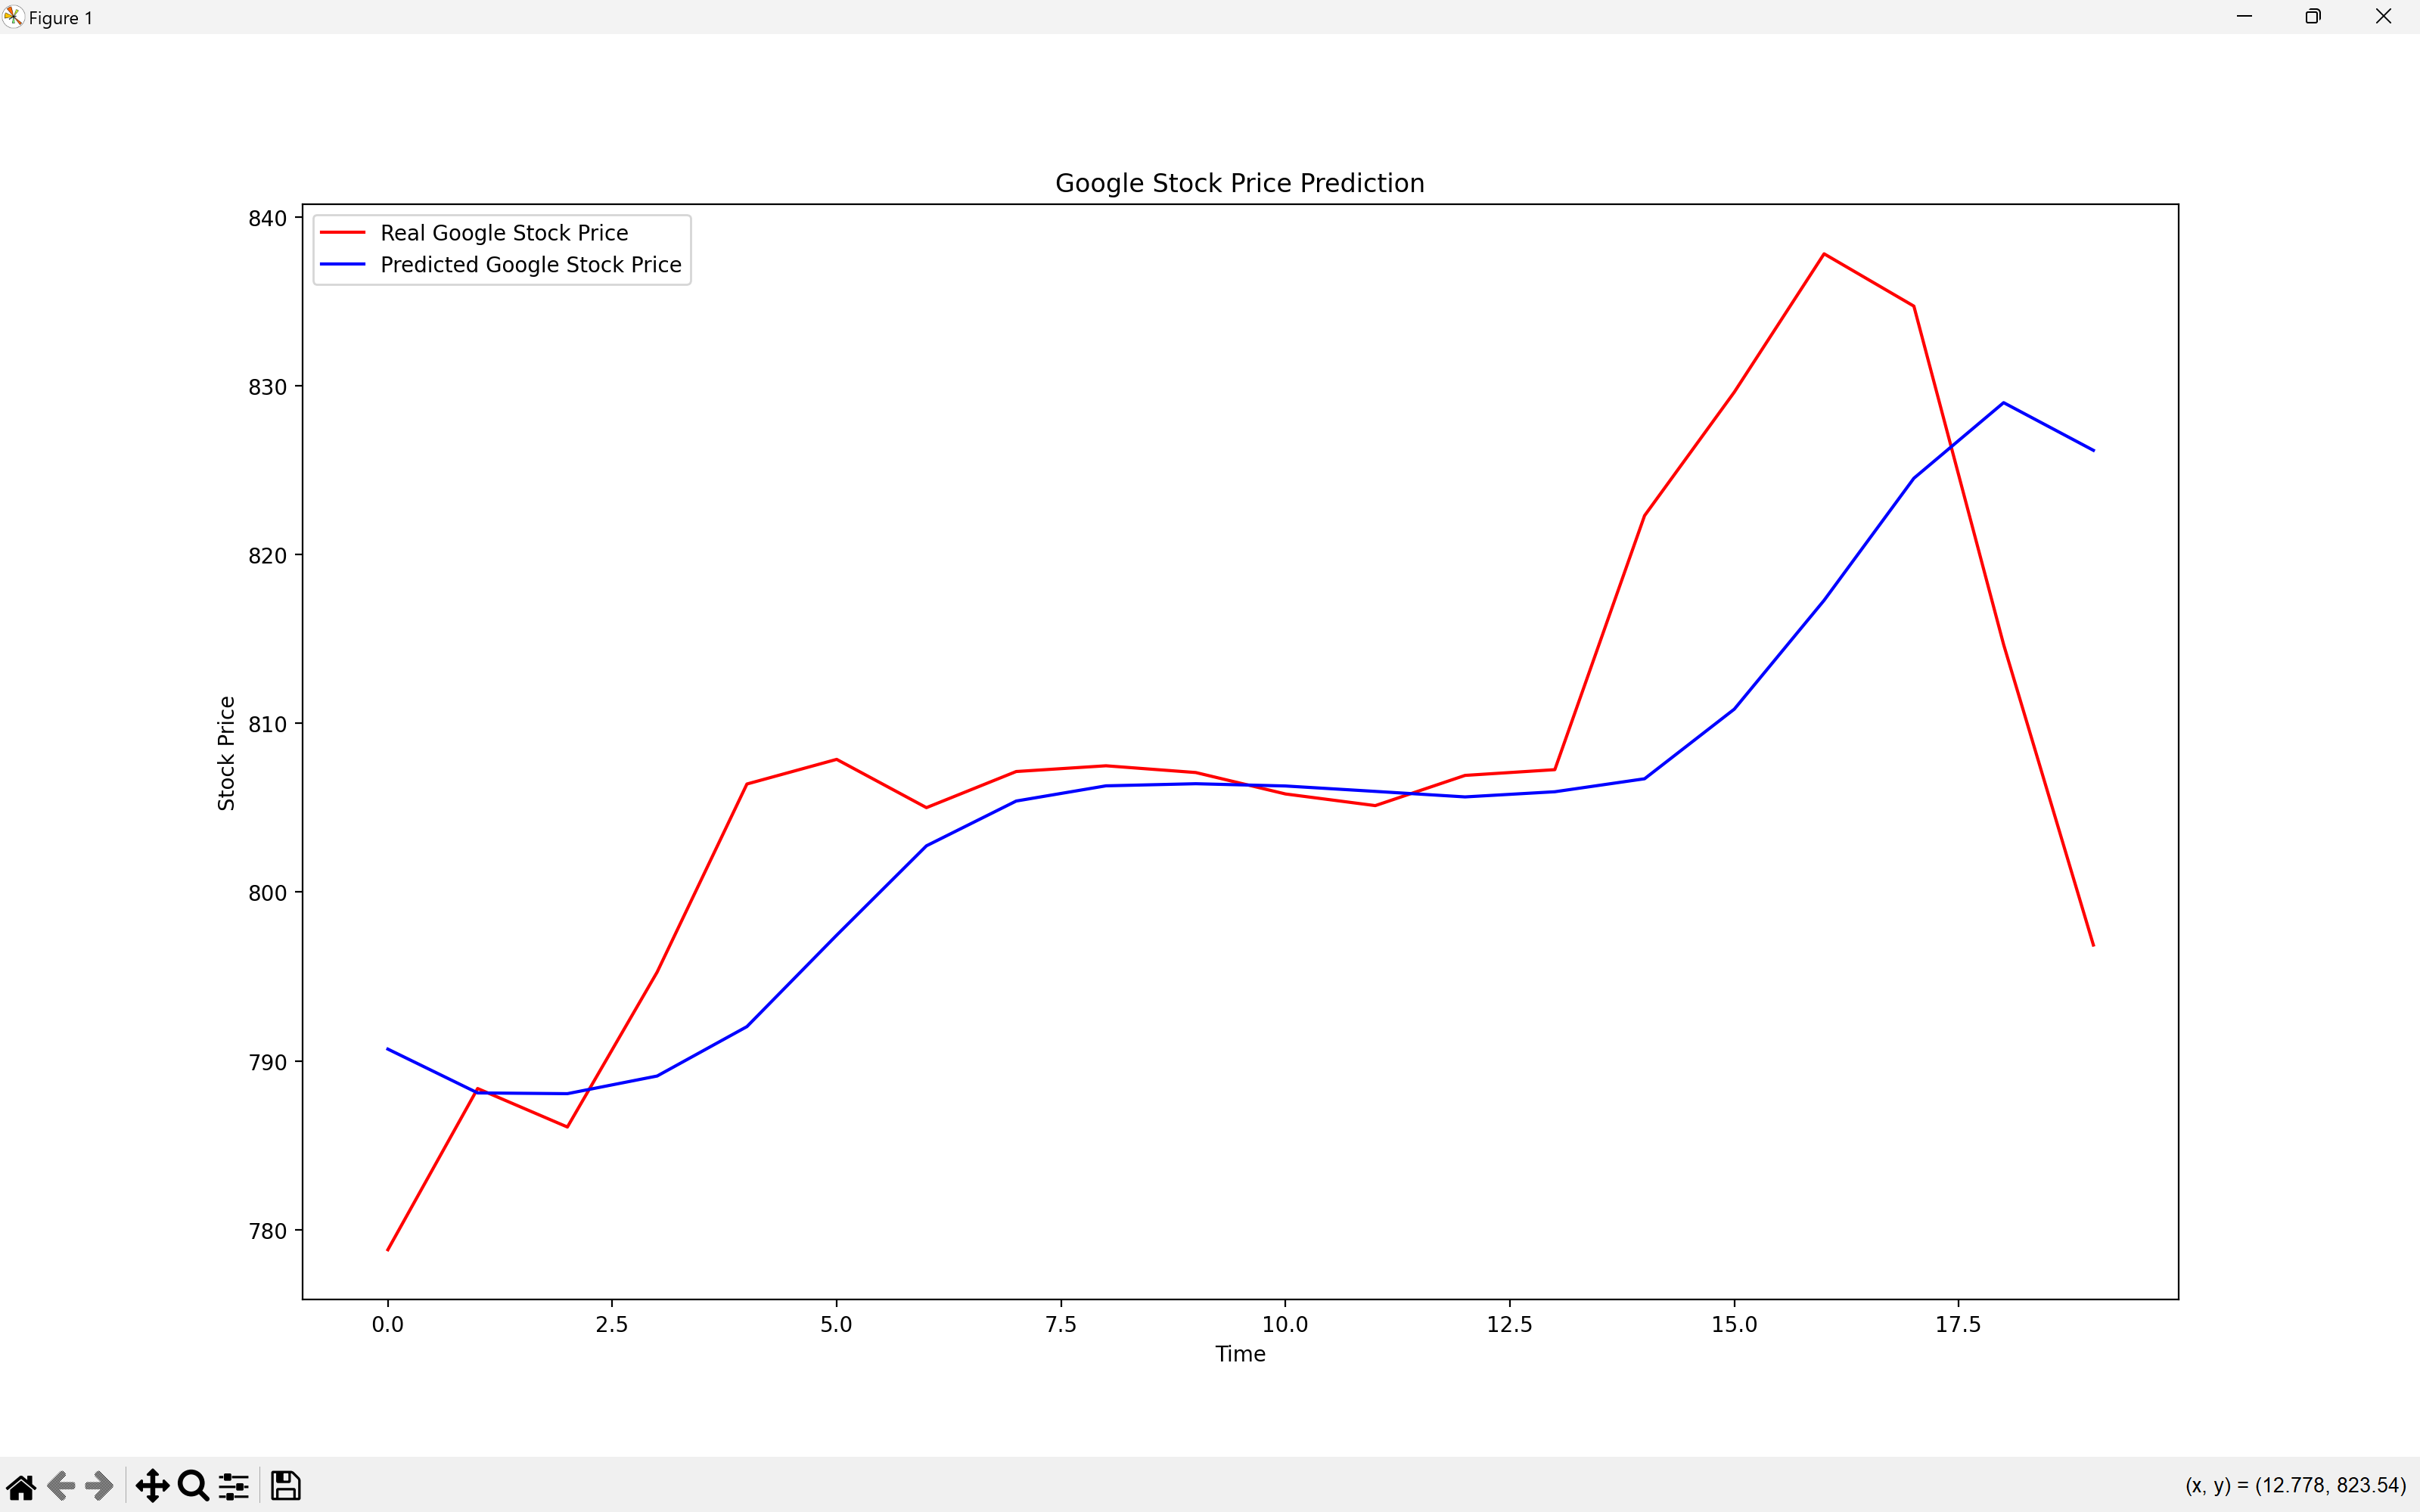 Figure 1
Google Stock Price Prediction
Real Google Stock Price
Predicted Google Stock Price
840
830
820
810
800
790
780
Stock Price
0.0 2.5 5.0 7.5 10.0 12.5 15.0 17.5
Time
(x, y) = (12.778, 823.54)